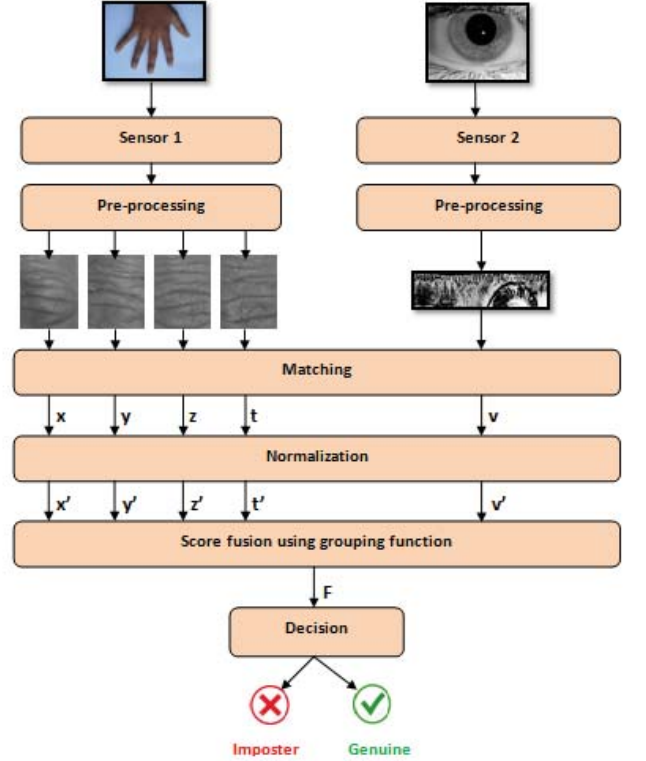 Sensor 1
Sensor 2
Pre-processing
Pre-processing
Matching
x
y
z
t
v
Normalization
x'
y'
z'
t'
v'
Score fusion using grouping function
F
Decision
Imposter
Genuine